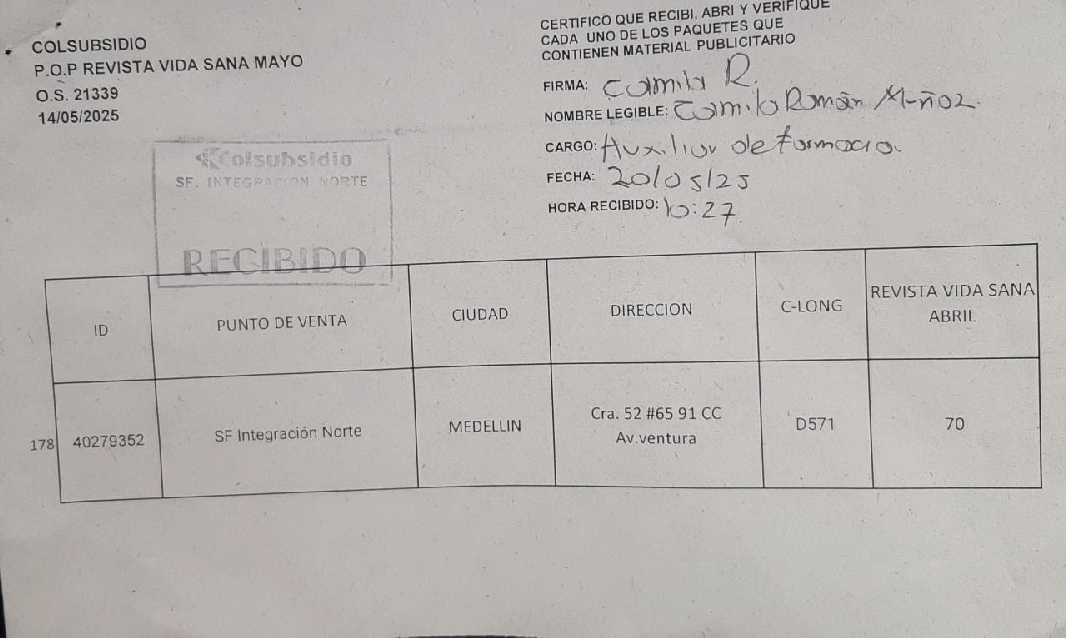 COLSUBSIDIO
P.O.P REVISTA VIDA SANA MAYO
O.S. 21339
14/05/2025
CERTIFICO QUE RECIBI, ABRI Y VERIFIQUE
CADA UNO DE LOS PAQUETES QUE
CONTIENEN MATERIAL PUBLICITARIO
FIRMA: Camila R.
NOMBRE LEGIBLE: Camila Román
CARGO: Auxiliar de formacio.
FECHA: 20/05/25
HORA RECIBIDO: 10:27
Colsubsidio
SF. INTEGRACION NORTE
RECIBIDO
ID PUNTO DE VENTA CIUDAD DIRECCION C-LONG REVISTA VIDA SANA
ABRIL
178 40279352 SF Integración Norte MEDELLIN Cra. 52 #65 91 CC D571 70
Av.ventura